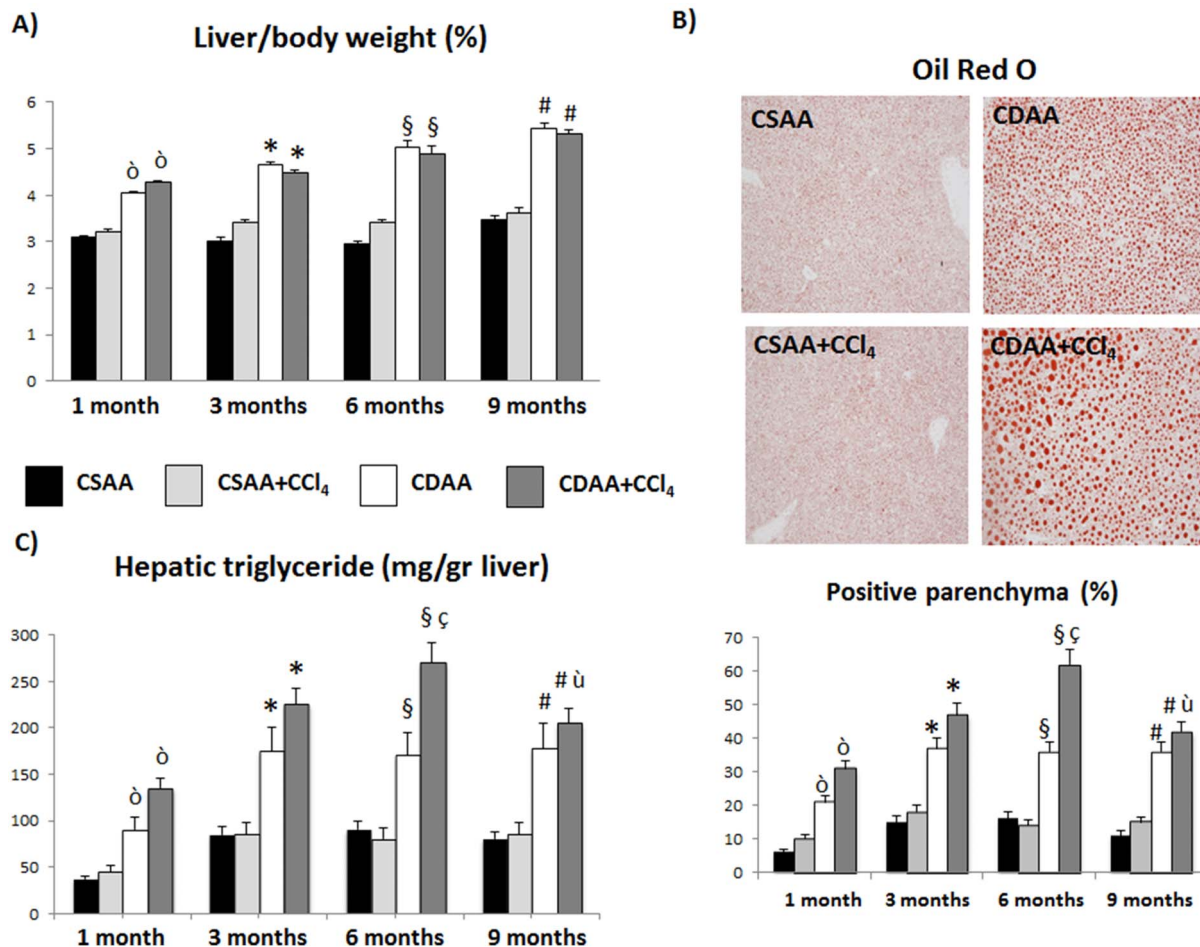 A)
Liver/body weight (%)
6
5
4
3
2
1
0
ò ò
* *
§ §
# #
1 month 3 months 6 months 9 months
CSAA CSAA+CCl₄ CDAA CDAA+CCl₄
B)
Oil Red O
CSAA CDAA
CSAA+CCl₄ CDAA+CCl₄
Positive parenchyma (%)
70
60
50
40
30
20
10
0
ò ò
* *
§ § ç
# # ù
1 month 3 months 6 months 9 months
C)
Hepatic triglyceride (mg/gr liver)
300
250
200
150
100
50
0
ò ò
* *
§ § ç
# # ù
1 month 3 months 6 months 9 months